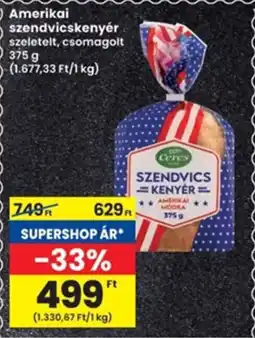 Amerikai
szendvicskenyér
szeletelt, csomagolt
375 g
(1.677,33 Ft/1 kg)
Ceres
SZENDVICS
KENYÉR
AMERIKAI
MÓDRA
375 g
749 Ft 629 Ft
SUPERSHOP ÁR*
-33%
499 Ft
(1.330,67 Ft/1 kg)